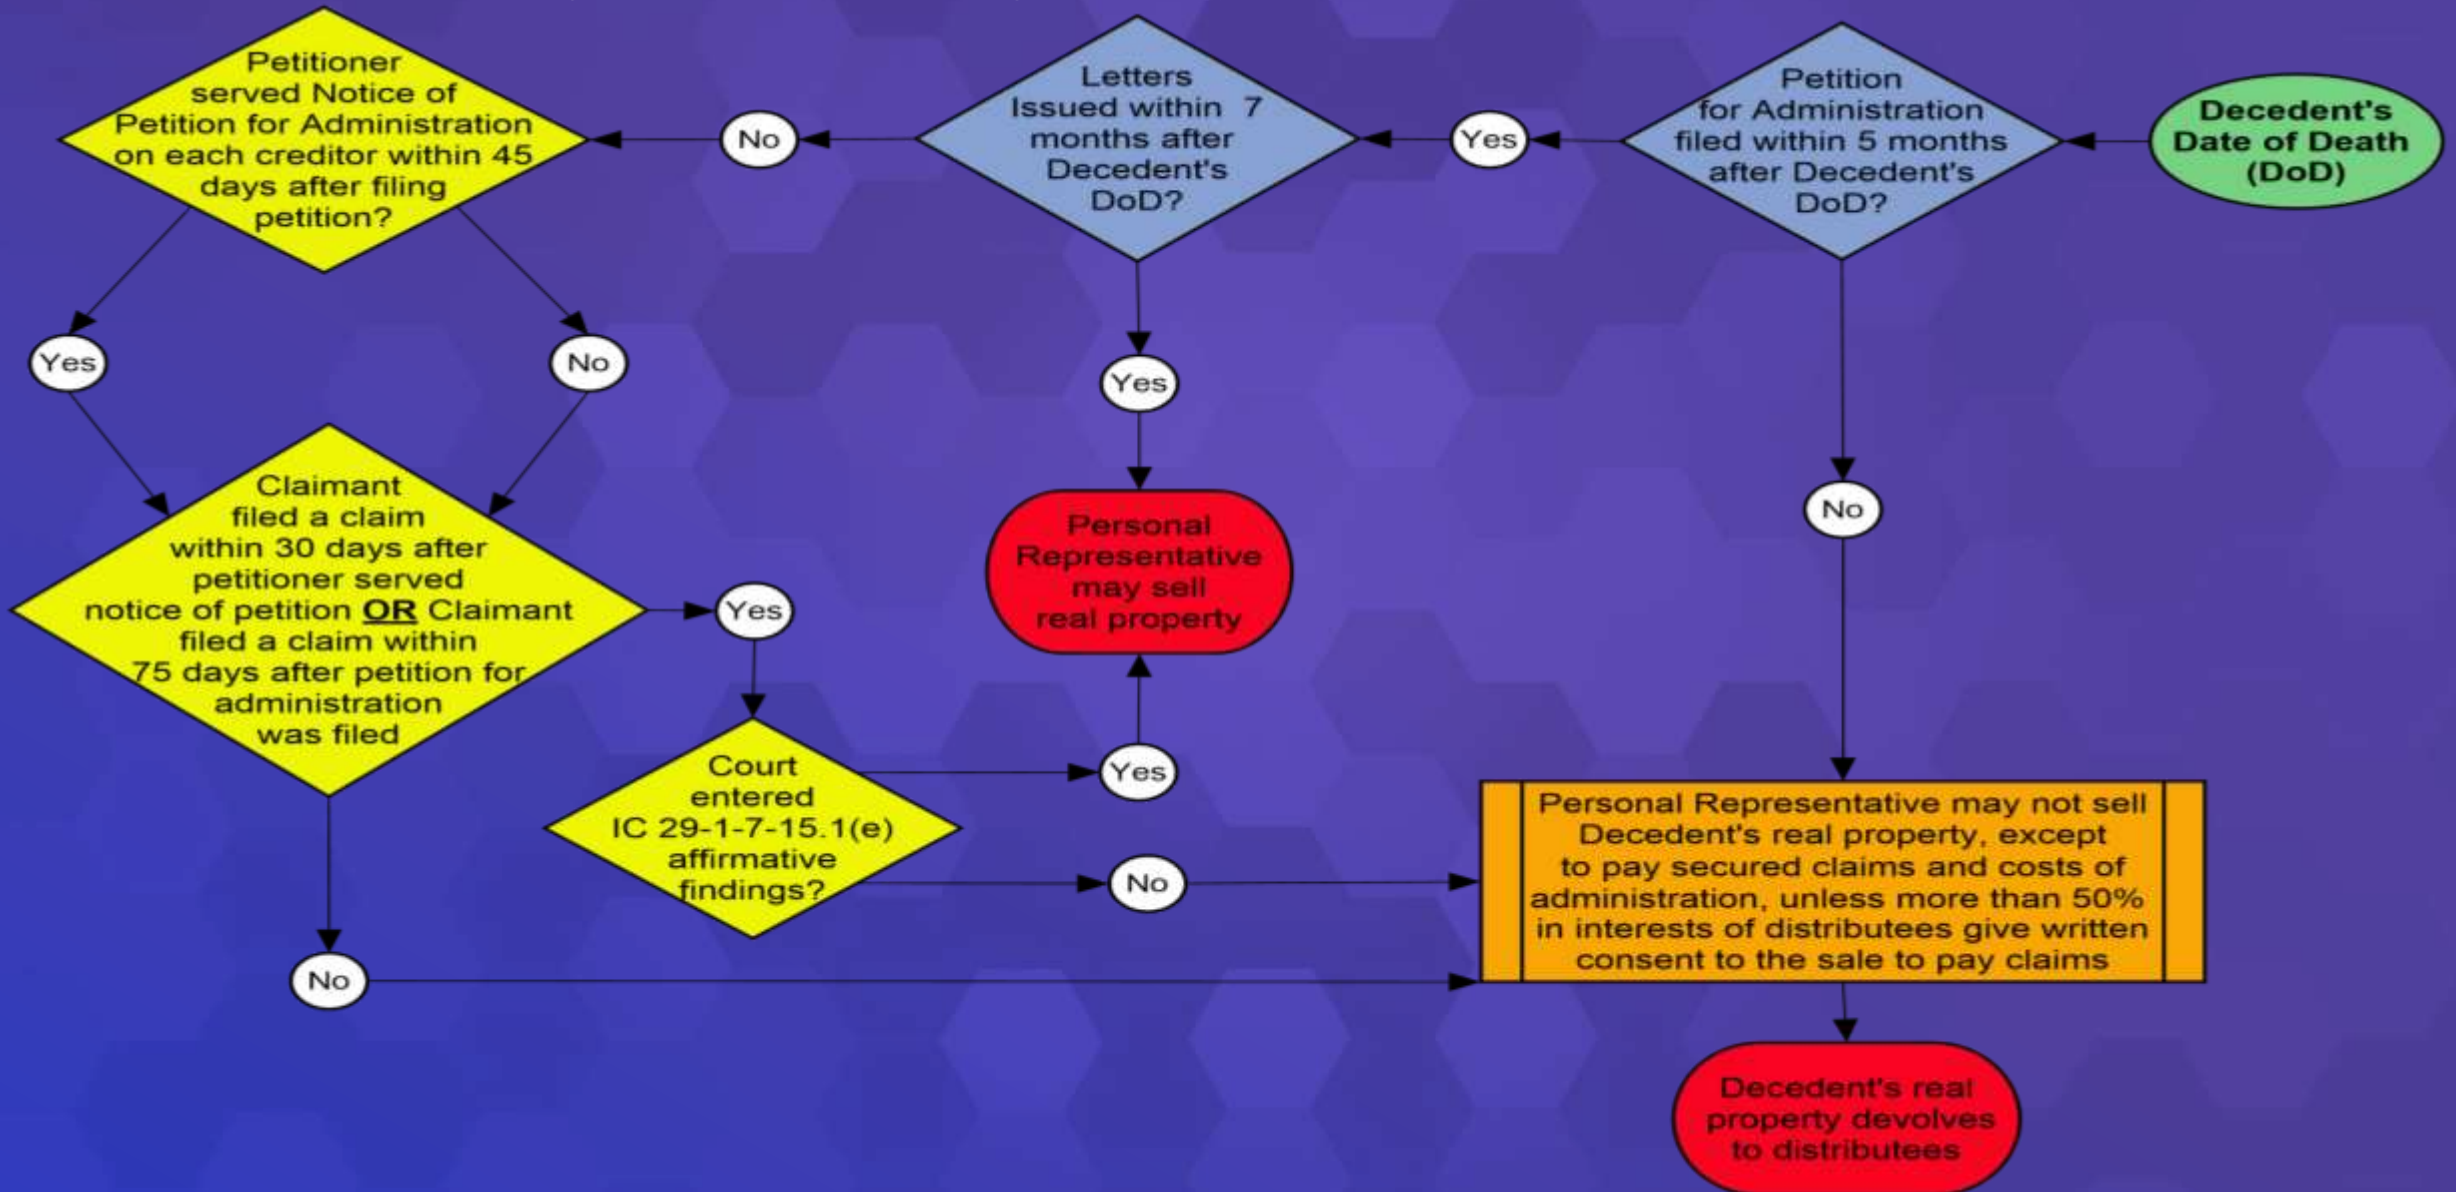 Petitioner
served Notice of
Petition for Administration
on each creditor within 45
days after filing
petition?
No
Letters
Issued within 7
months after
Decedent's
DoD?
Yes
Petition
for Administration
filed within 5 months
after Decedent's
DoD?
Decedent's
Date of Death
(DoD)
Yes
No
Yes
No
Claimant
filed a claim
within 30 days after
petitioner served
notice of petition OR Claimant
filed a claim within
75 days after petition for
administration
was filed
Yes
Personal
Representative
may sell
real property
Court
entered
IC 29-1-7-15.1(e)
affirmative
findings?
Yes
No
Personal Representative may not sell
Decedent's real property, except
to pay secured claims and costs of
administration, unless more than 50%
in interests of distributees give written
consent to the sale to pay claims
No
Decedent's real
property devolves
to distributees